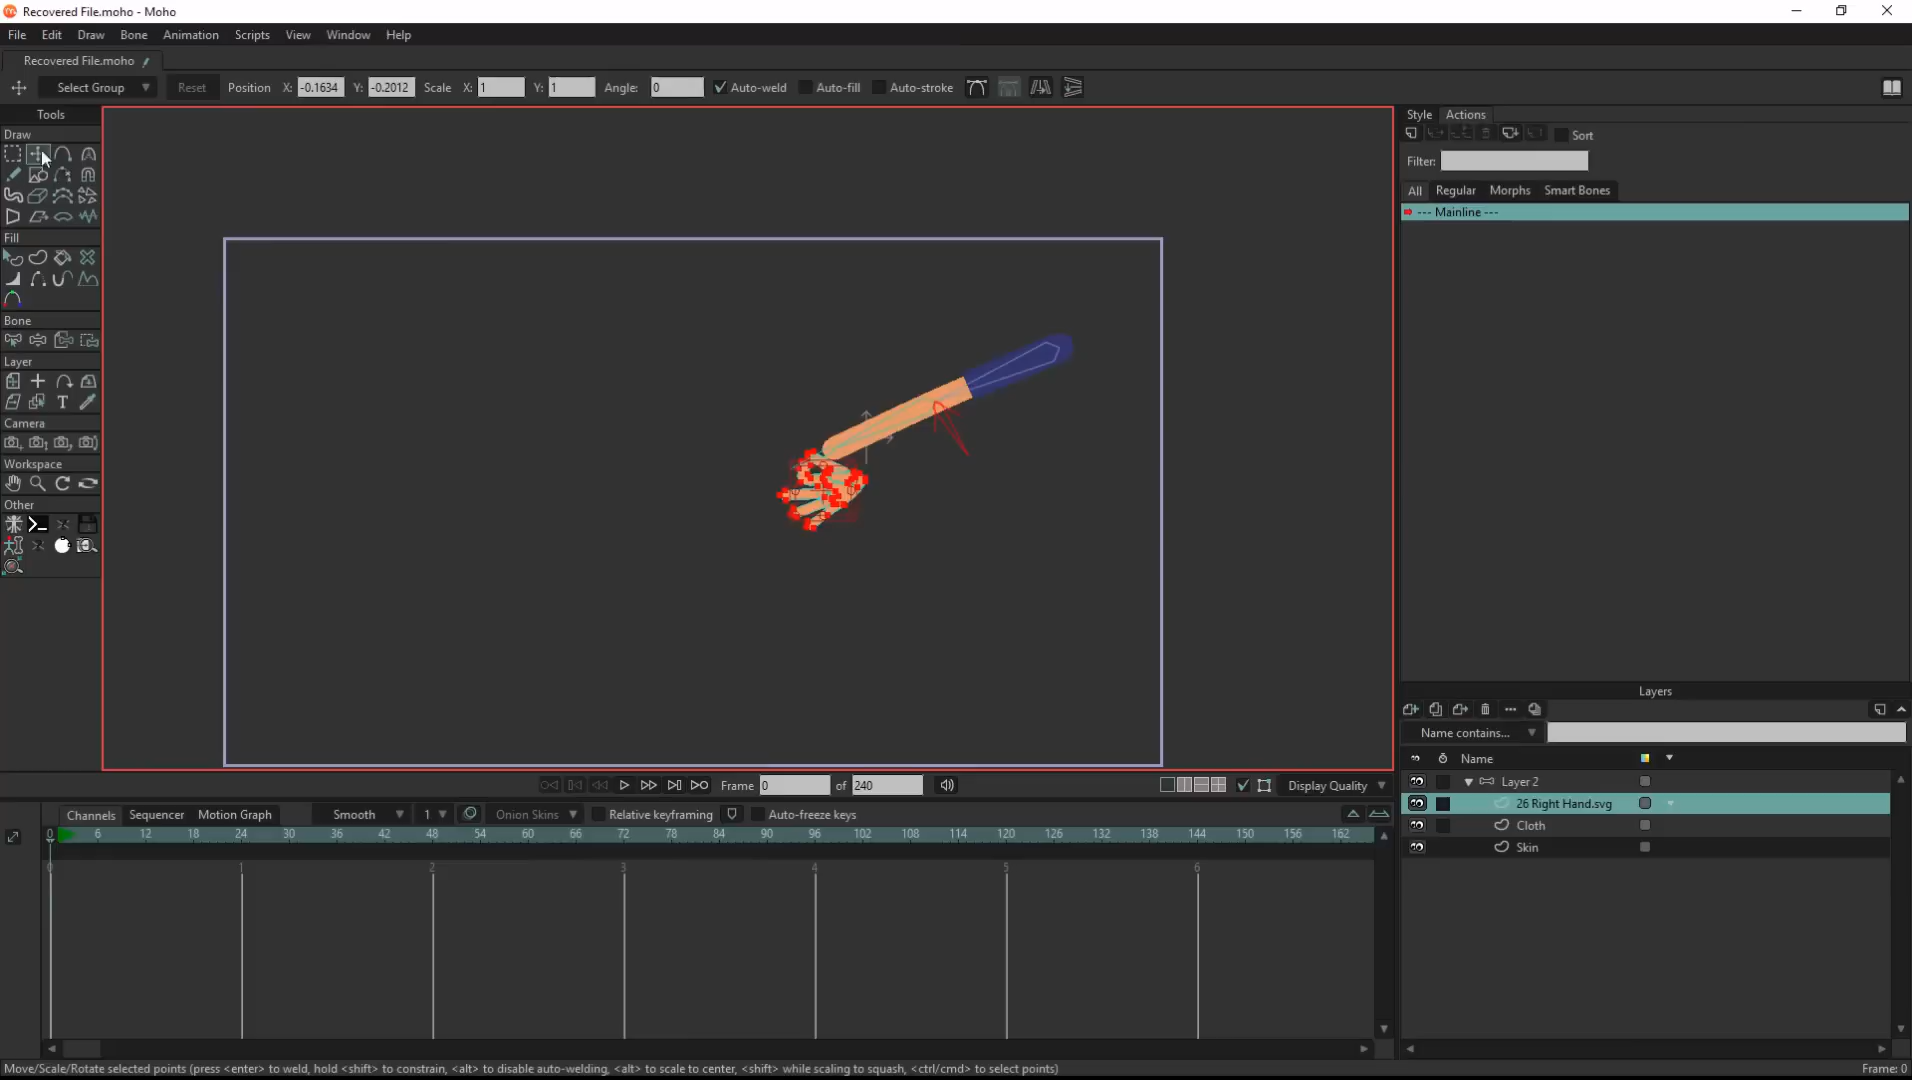 Recovered File.moho - Moho
File Edit Draw Bone Animation Scripts View Window Help
Recovered File.moho
Select Group Reset Position X: -0.1634 Y: -0.2012 Scale X: 1 Y: 1 Angle: 0 Auto-weld Auto-fill Auto-stroke
Tools
Draw
Fill
Bone
Layer
T
Camera
Workspace
Other
Style Actions
Sort
Filter:
All Regular Morphs Smart Bones
--- Mainline ---
Layers
Name contains...
Name
Layer 2
26 Right Hand.svg
Cloth
Skin
Frame 0 of 240 Display Quality
Channels Sequencer Motion Graph Smooth 1 Onion Skins Relative keyframing Auto-freeze keys
0 6 12 18 24 30 36 42 48 54 60 66 72 78 84 90 96 102 108 114 120 126 132 138 144 150 156 162
0 1 2 3 4 5 6
Move/Scale/Rotate selected points (press <enter> to weld, hold <shift> to constrain, <alt> to disable auto-welding, <alt> to scale to center, <shift> while scaling to squash, <ctrl/cmd> to select points)
Frame: 0